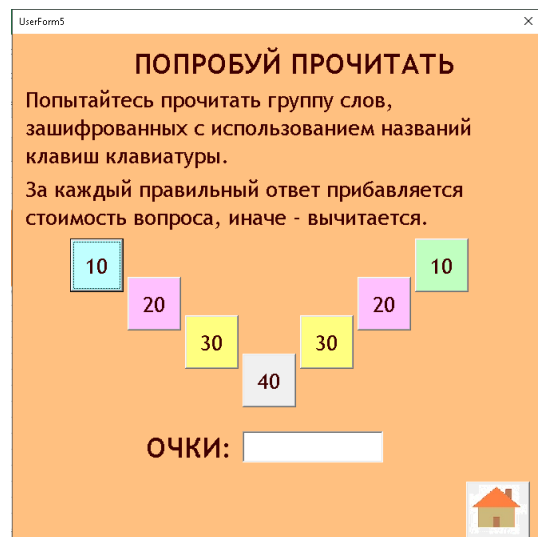 UserForm5
ПОПРОБУЙ ПРОЧИТАТЬ
Попытайтесь прочитать группу слов,
зашифрованных с использованием названий
клавиш клавиатуры.
За каждый правильный ответ прибавляется
стоимость вопроса, иначе - вычитается.
10 10
20 20
30 30
40
ОЧКИ: